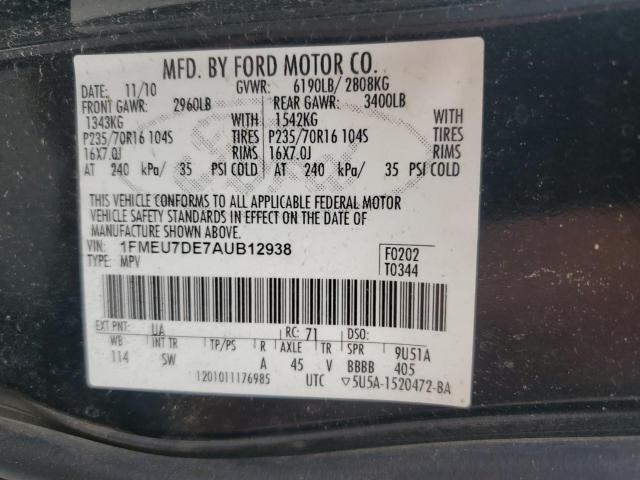 MFD. BY FORD MOTOR CO.
DATE: 11/10 GVWR: 6190LB/ 2808KG
FRONT GAWR: 2960LB REAR GAWR: 3400LB
1343KG WITH 1542KG WITH
P235/70R16 104S TIRES P235/70R16 104S TIRES
16X7.0J RIMS 16X7.0J RIMS
AT 240 kPa/ 35 PSI COLD AT 240 kPa/ 35 PSI COLD
THIS VEHICLE CONFORMS TO ALL APPLICABLE FEDERAL MOTOR
VEHICLE SAFETY STANDARDS IN EFFECT ON THE DATE OF
MANUFACTURE SHOWN ABOVE.
VIN: 1FMEU7DE7AUB12938 F0202
TYPE: MPV T0344
EXT PNT: UA RC: 71 DSO:
WB INT TR TP/PS R AXLE TR SPR 9U51A
114 SW A 45 V BBBB 405
1201011176985 UTC ▽5U5A-1520472-BA